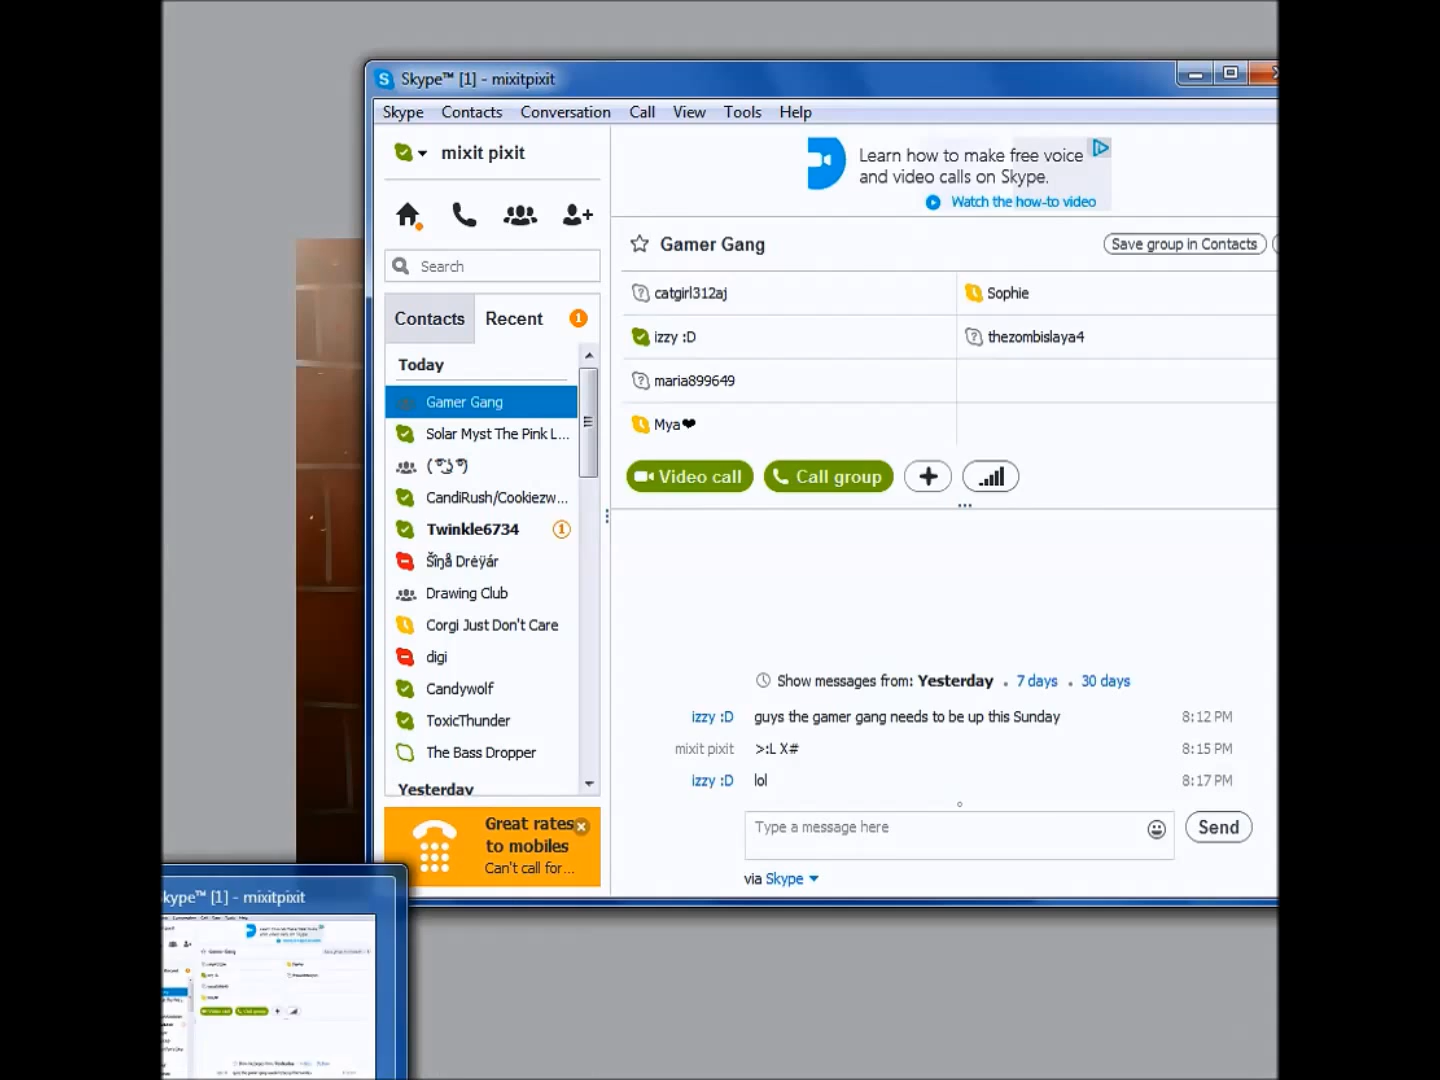 Skype™ [1] - mixitpixit
Skype Contacts Conversation Call View Tools Help
mixit pixit
Search
Contacts Recent 1
Today
Gamer Gang
Solar Myst The Pink L...
( ͡° ͜ʖ ͡°)
CandiRush/Cookiezw...
Twinkle6734 1
Drawing Club
Corgi Just Don't Care
digi
Candywolf
ToxicThunder
The Bass Dropper
Yesterday
Great rates
to mobiles
Can't call for...
Learn how to make free voice
and video calls on Skype.
Watch the how-to video
Gamer Gang
Save group in Contacts
catgirl312aj Sophie
izzy :D thezombislaya4
maria899649
Mya❤
Video call Call group
Show messages from: Yesterday . 7 days . 30 days
izzy :D guys the gamer gang needs to be up this Sunday 8:12 PM
mixit pixit >:L X# 8:15 PM
izzy :D lol 8:17 PM
Type a message here
Send
via Skype
kype™ [1] - mixitpixit